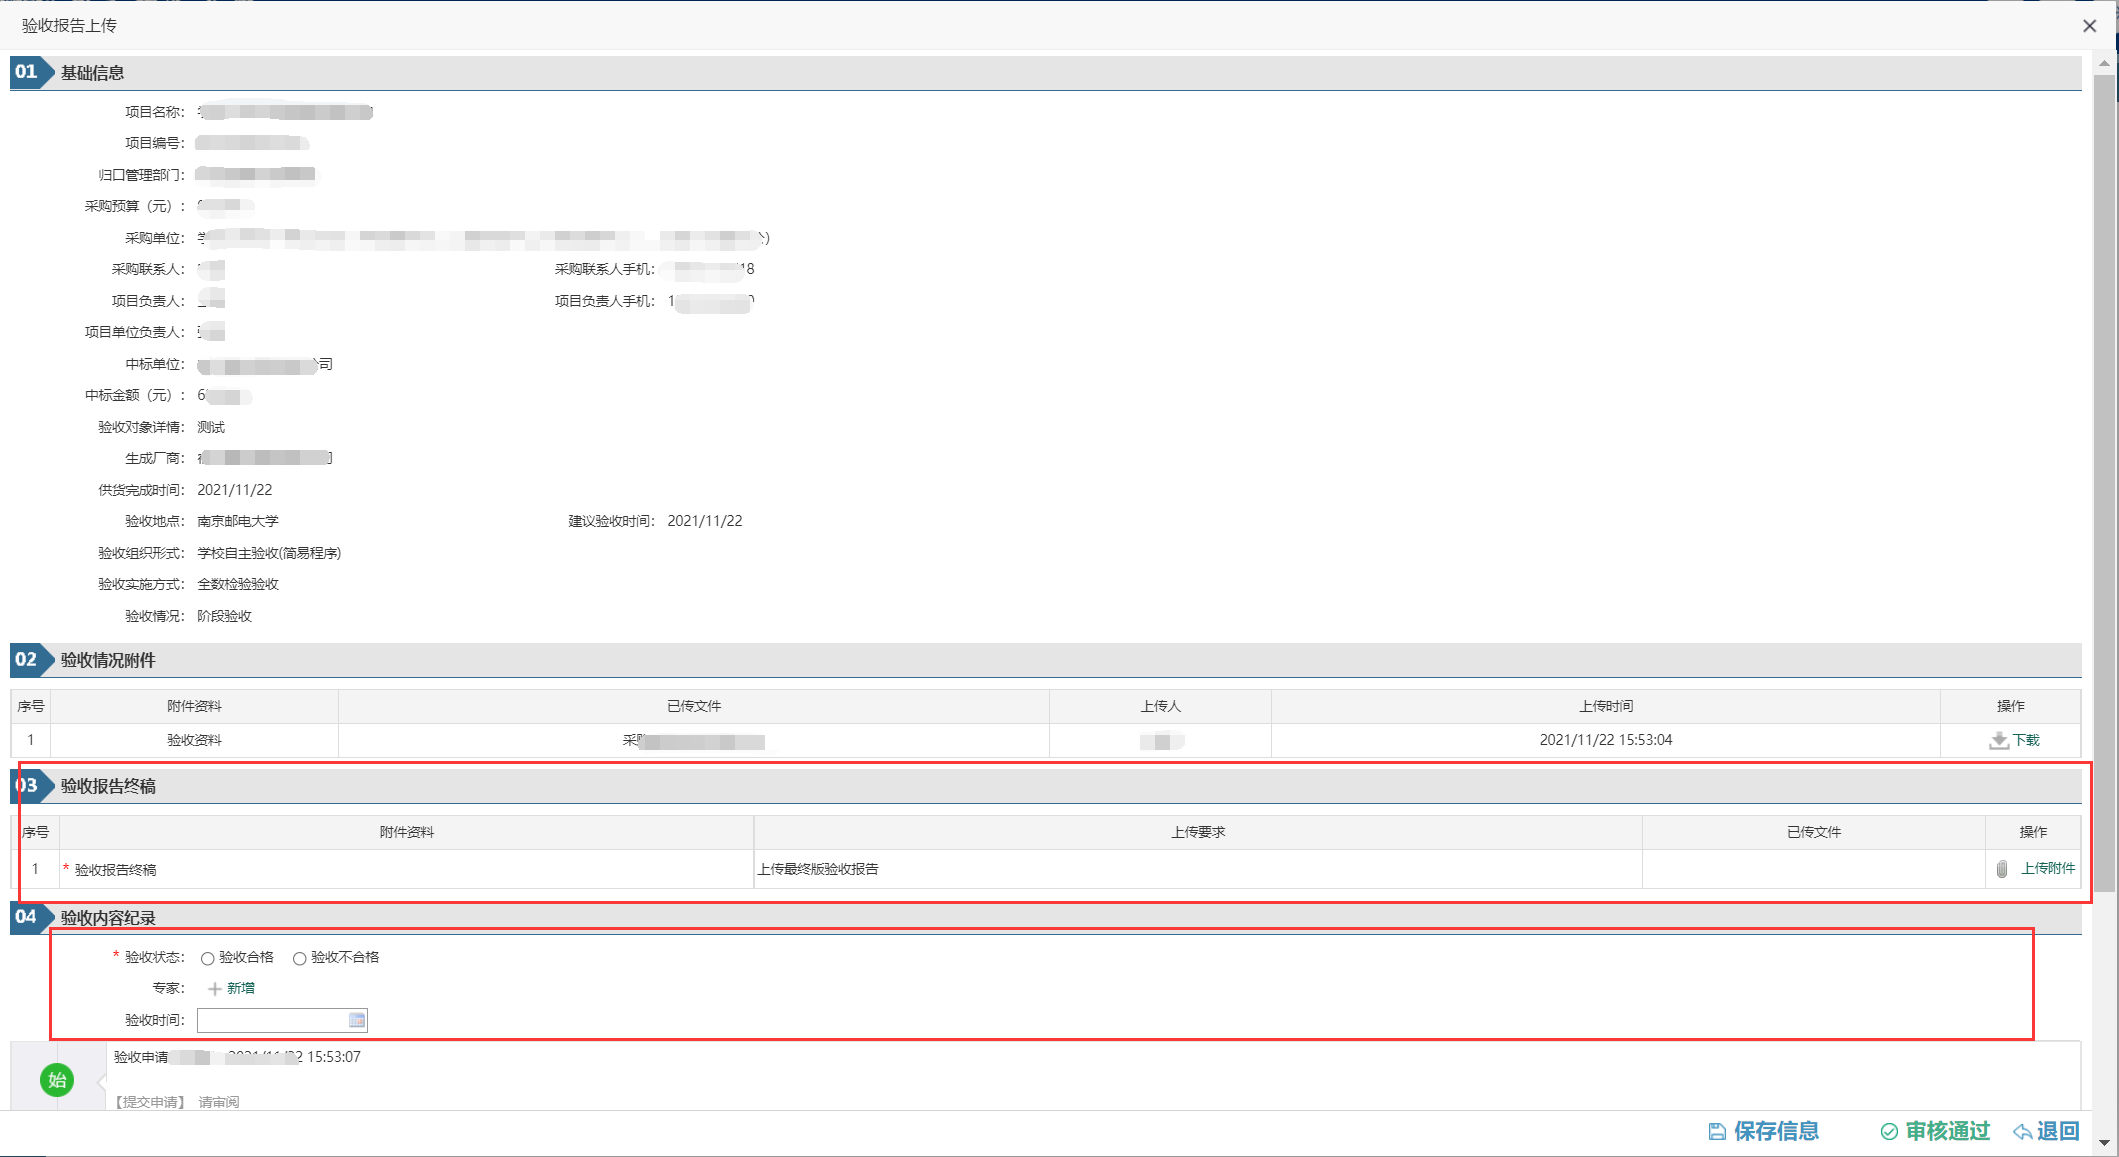 验收报告上传
01 基础信息
项目名称：
项目编号：
归口管理部门：
采购预算（元）：
采购单位：
采购联系人： 采购联系人手机： 18
项目负责人： 项目负责人手机： 1
项目单位负责人：
中标单位： 公司
中标金额（元）： 6
验收对象详情： 测试
生成厂商：
供货完成时间： 2021/11/22
验收地点： 南京邮电大学 建议验收时间： 2021/11/22
验收组织形式： 学校自主验收(简易程序)
验收实施方式： 全数检验验收
验收情况： 阶段验收
02 验收情况附件
序号 附件资料 已传文件 上传人 上传时间 操作
1 验收资料 采购 2021/11/22 15:53:04 下载
03 验收报告终稿
序号 附件资料 上传要求 已传文件 操作
1 * 验收报告终稿 上传最终版验收报告 上传附件
04 验收内容纪录
* 验收状态： 验收合格 验收不合格
专家： 新增
验收时间：
验收申请 2021/11/22 15:53:07
始
【提交申请】 请审阅
保存信息 审核通过 退回